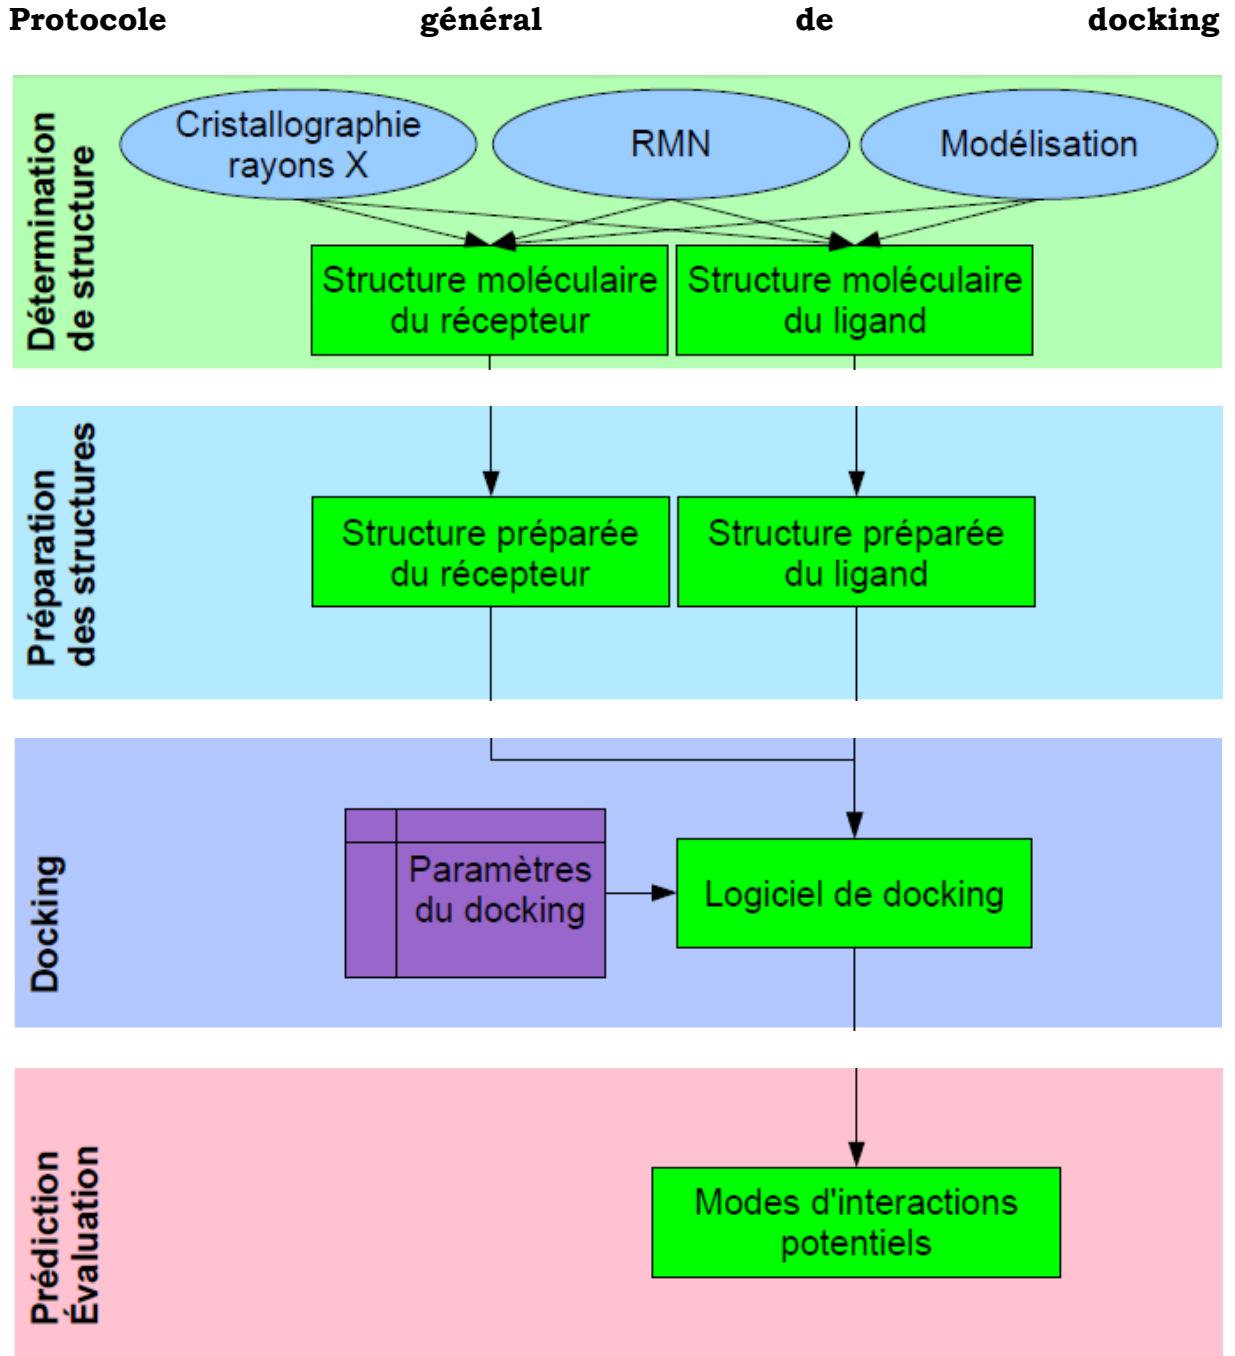 Protocole général de docking
Détermination
de structure
Cristallographie
rayons X
RMN
Modélisation
Structure moléculaire
du récepteur
Structure moléculaire
du ligand
Préparation
des structures
Structure préparée
du récepteur
Structure préparée
du ligand
Docking
Paramètres
du docking
Logiciel de docking
Prédiction
Évaluation
Modes d'interactions
potentiels